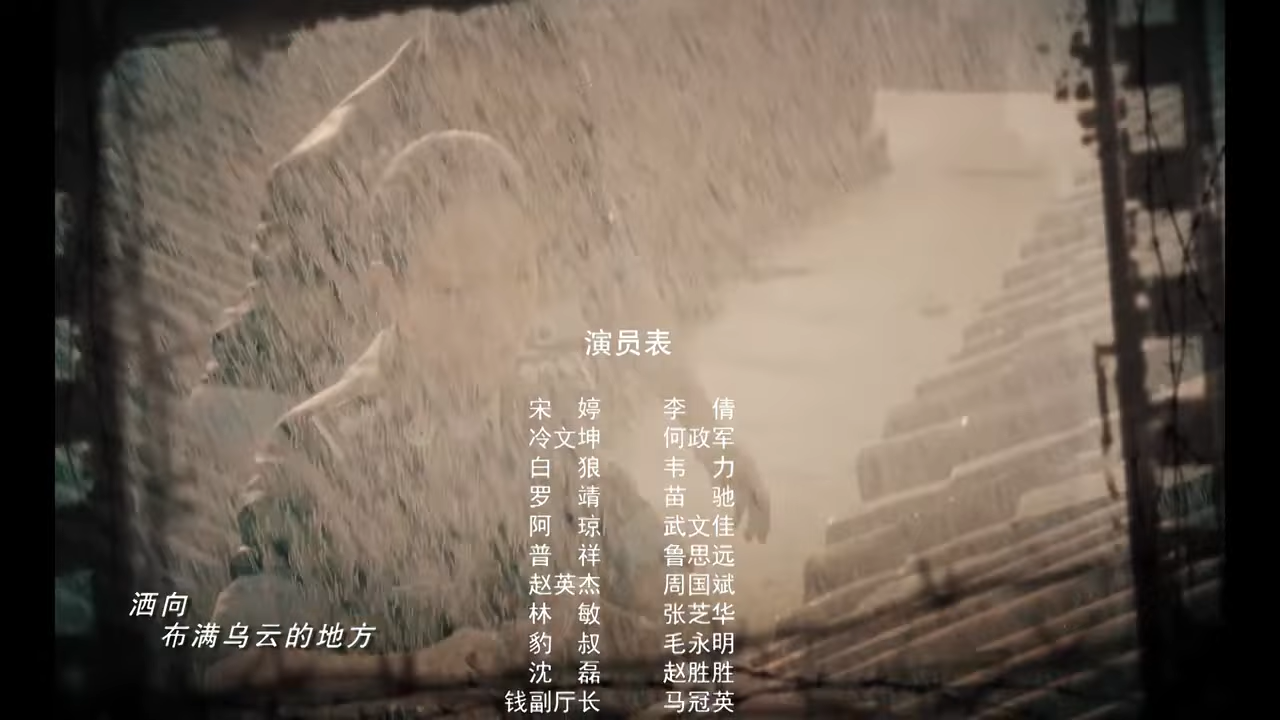 演员表
宋 婷 李 倩
冷文坤 何政军
白 狼 韦 力
罗 靖 苗 驰
阿 琼 武文佳
普 祥 鲁思远
赵英杰 周国斌
林 敏 张芝华
豹 叔 毛永明
沈 磊 赵胜胜
钱副厅长 马冠英
洒向
布满乌云的地方